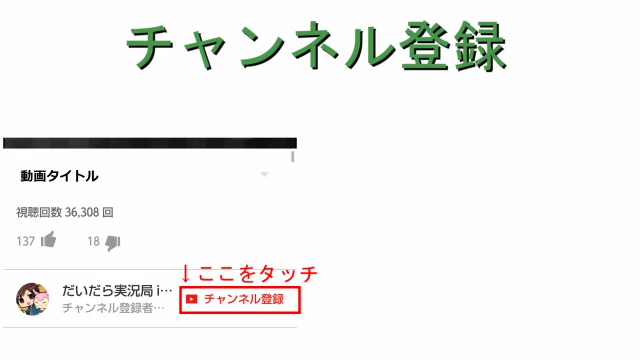 チャンネル登録
動画タイトル
視聴回数 36,308 回
137 18
↓ここをタッチ
だいだら実況局 i… チャンネル登録
チャンネル登録者…